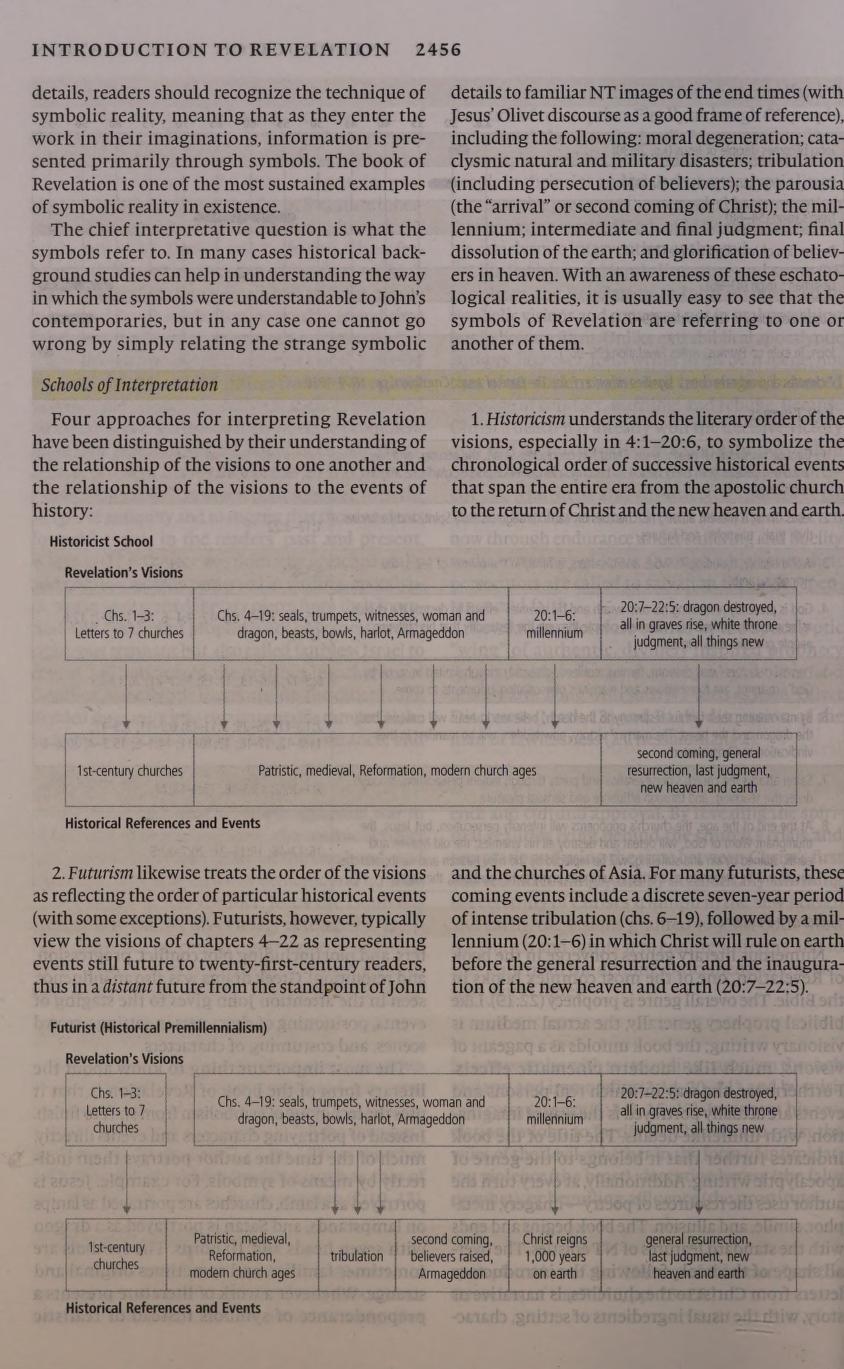 INTRODUCTION TO REVELATION 2456
details, readers should recognize the technique of
symbolic reality, meaning that as they enter the
work in their imaginations, information is pre-
sented primarily through symbols. The book of
Revelation is one of the most sustained examples
of symbolic reality in existence.
The chief interpretative question is what the
symbols refer to. In many cases historical back-
ground studies can help in understanding the way
in which the symbols were understandable to John's
contemporaries, but in any case one cannot go
wrong by simply relating the strange symbolic
details to familiar NT images of the end times (with
Jesus' Olivet discourse as a good frame of reference),
including the following: moral degeneration; cata-
clysmic natural and military disasters; tribulation
(including persecution of believers); the parousia
(the "arrival" or second coming of Christ); the mil-
lennium; intermediate and final judgment; final
dissolution of the earth; and glorification of believ-
ers in heaven. With an awareness of these eschato-
logical realities, it is usually easy to see that the
symbols of Revelation are referring to one or
another of them.
Schools of Interpretation
Four approaches for interpreting Revelation
have been distinguished by their understanding of
the relationship of the visions to one another and
the relationship of the visions to the events of
history:
1. Historicism understands the literary order of the
visions, especially in 4:1–20:6, to symbolize the
chronological order of successive historical events
that span the entire era from the apostolic church
to the return of Christ and the new heaven and earth.
Historicist School
Revelation's Visions
Chs. 1–3:
Letters to 7 churches
Chs. 4–19: seals, trumpets, witnesses, woman and
dragon, beasts, bowls, harlot, Armageddon
20:1–6:
millennium
20:7–22:5: dragon destroyed,
all in graves rise, white throne
judgment, all things new
1st-century churches
Patristic, medieval, Reformation, modern church ages
second coming, general
resurrection, last judgment,
new heaven and earth
Historical References and Events
2. Futurism likewise treats the order of the visions
as reflecting the order of particular historical events
(with some exceptions). Futurists, however, typically
view the visions of chapters 4–22 as representing
events still future to twenty-first-century readers,
thus in a distant future from the standpoint of John
and the churches of Asia. For many futurists, these
coming events include a discrete seven-year period
of intense tribulation (chs. 6–19), followed by a mil-
lennium (20:1–6) in which Christ will rule on earth
before the general resurrection and the inaugura-
tion of the new heaven and earth (20:7–22:5).
Futurist (Historical Premillennialism)
Revelation's Visions
Chs. 1–3:
Letters to 7
churches
Chs. 4–19: seals, trumpets, witnesses, woman and
dragon, beasts, bowls, harlot, Armageddon
20:1–6:
millennium
20:7–22:5: dragon destroyed,
all in graves rise, white throne
judgment, all things new
1st-century
churches
Patristic, medieval,
Reformation,
modern church ages
tribulation
second coming,
believers raised,
Armageddon
Christ reigns
1,000 years
on earth
general resurrection,
last judgment, new
heaven and earth
Historical References and Events